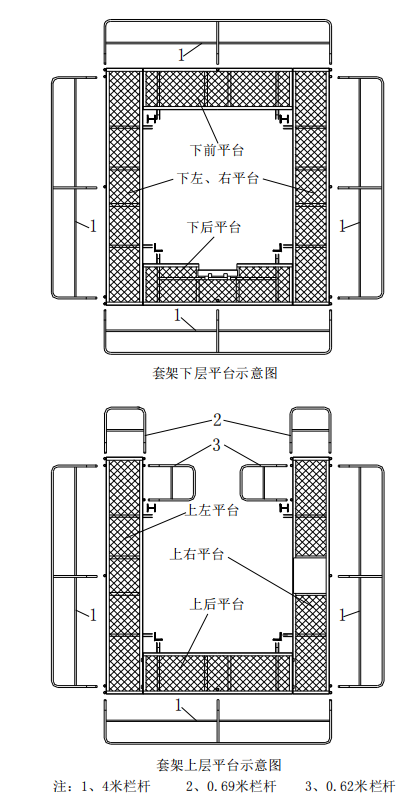 1
下前平台
下左、右平台
1
1
下后平台
1
套架下层平台示意图
2
3
上左平台
上右平台
上后平台
1
1
1
套架上层平台示意图
注：1、4米栏杆 2、0.69米栏杆 3、0.62米栏杆